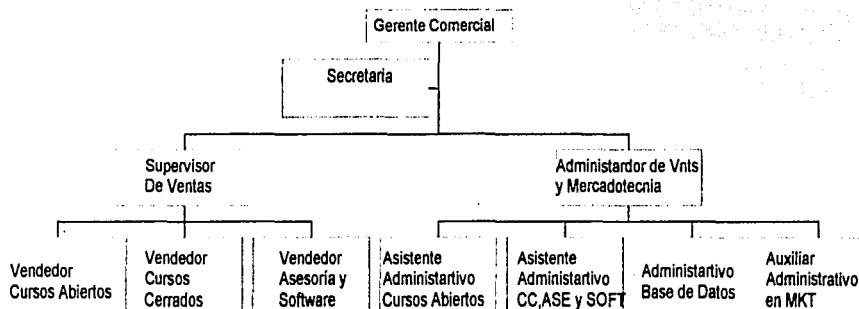 Gerente Comercial
Secretaria
Supervisor
De Ventas
Administardor de Vnts
y Mercadotecnia
Vendedor
Cursos Abiertos
Vendedor
Cursos
Cerrados
Vendedor
Asesoría y
Software
Asistente
Administartivo
Cursos Abiertos
Asistente
Administartivo
CC,ASE y SOFT
Administartivo
Base de Datos
Auxiliar
Administrativo
en MKT